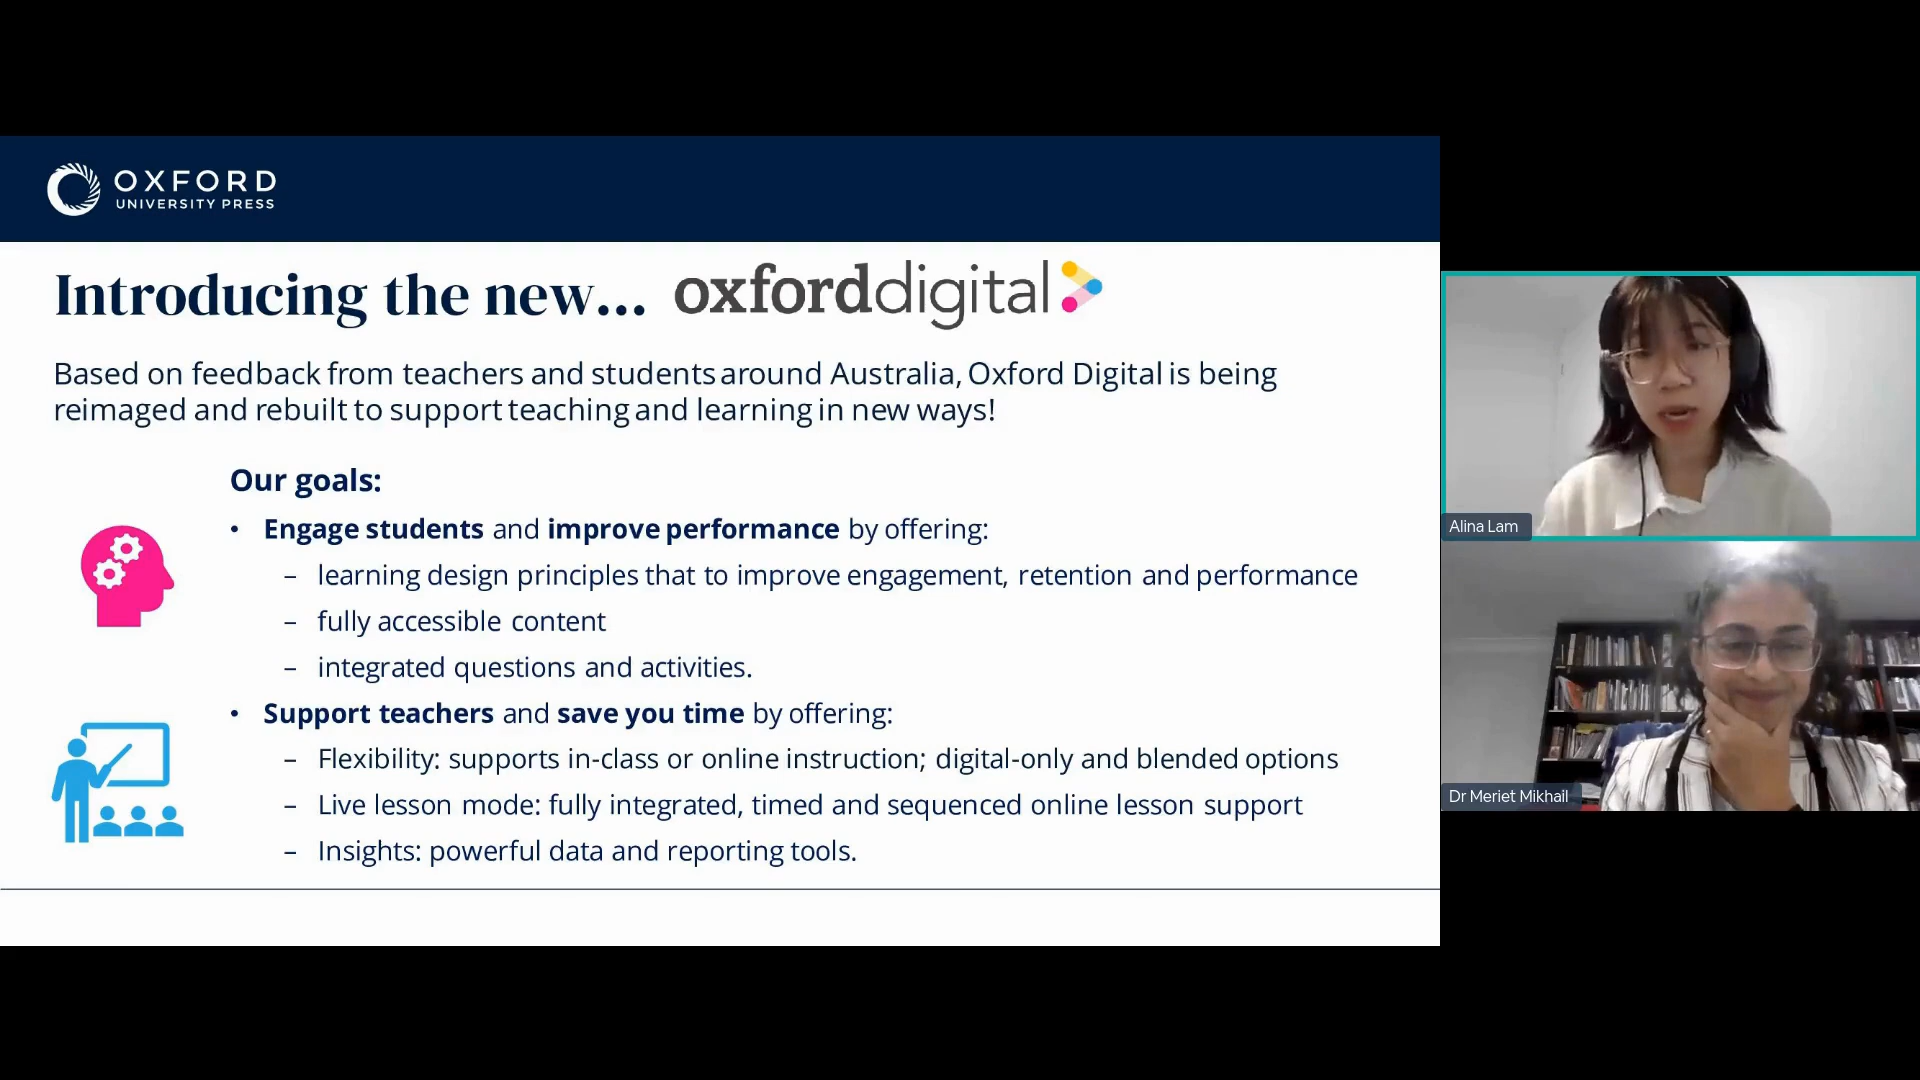 OXFORD
UNIVERSITY PRESS
Introducing the new... oxforddigital
Based on feedback from teachers and students around Australia, Oxford Digital is being
reimaged and rebuilt to support teaching and learning in new ways!
Our goals:
• Engage students and improve performance by offering:
– learning design principles that to improve engagement, retention and performance
– fully accessible content
– integrated questions and activities.
• Support teachers and save you time by offering:
– Flexibility: supports in-class or online instruction; digital-only and blended options
– Live lesson mode: fully integrated, timed and sequenced online lesson support
– Insights: powerful data and reporting tools.
Alina Lam
Dr Meriet Mikhail